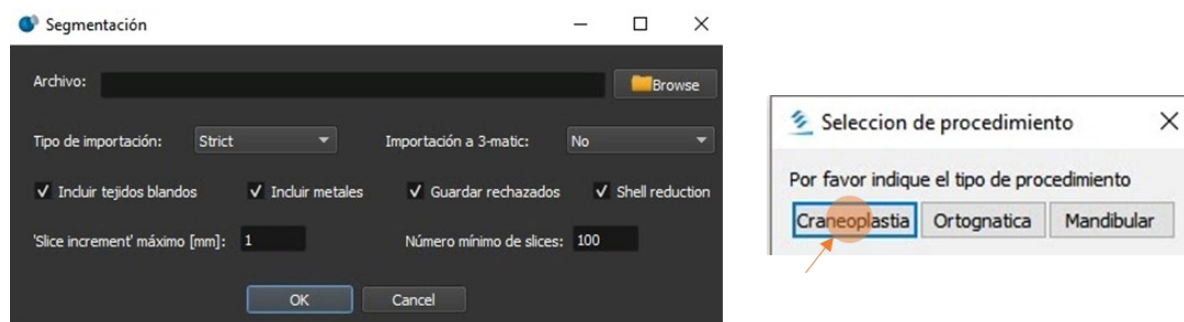 Segmentación
Archivo:
Browse
Tipo de importación: Strict Importación a 3-matic: No
Incluir tejidos blandos Incluir metales Guardar rechazados Shell reduction
'Slice increment' máximo [mm]: 1 Número mínimo de slices: 100
OK Cancel
Seleccion de procedimiento
Por favor indique el tipo de procedimiento
Craneoplastia Ortognatica Mandibular